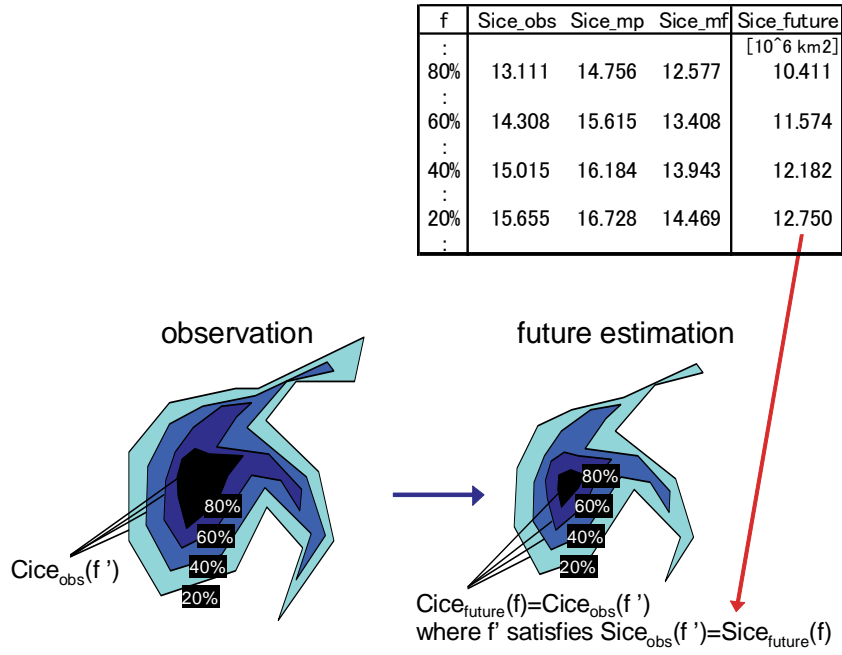 f Sice_obs Sice_mp Sice_mf Sice_future
: [10^6 km2]
80% 13.111 14.756 12.577 10.411
:
60% 14.308 15.615 13.408 11.574
:
40% 15.015 16.184 13.943 12.182
:
20% 15.655 16.728 14.469 12.750
:
observation
future estimation
80%
60%
40%
20%
Cice_obs(f ')
80%
60%
40%
20%
Cice_future(f)=Cice_obs(f ')
where f' satisfies Sice_obs(f ')=Sice_future(f)